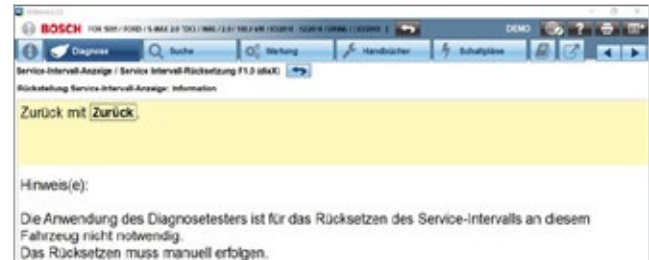 BOSCH
DEMO
Diagnose
Suche
Wartung
Handbücher
Schaltpläne
Service-Intervall-Anzeige / Service Intervall-Rücksetzung F1.0 (diaX)
Rückstellung Service-Intervall-Anzeige: Information
Zurück mit Zurück.
Hinweis(e):
Die Anwendung des Diagnosetesters ist für das Rücksetzen des Service-Intervalls an diesem
Fahrzeug nicht notwendig.
Das Rücksetzen muss manuell erfolgen.